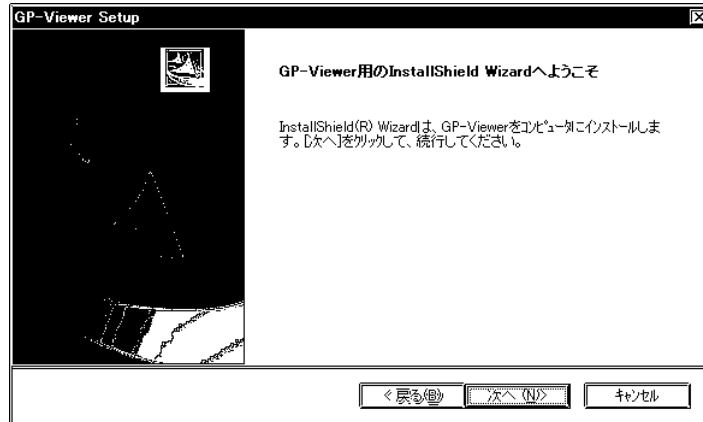 GP-Viewer Setup
GP-Viewer用のInstallShield Wizardへようこそ
InstallShield(R) Wizardは、GP-Viewerをコンピュータにインストールしま
す。[次へ]をクリックして、続行してください。
< 戻る(B)
次へ (N)>
キャンセル